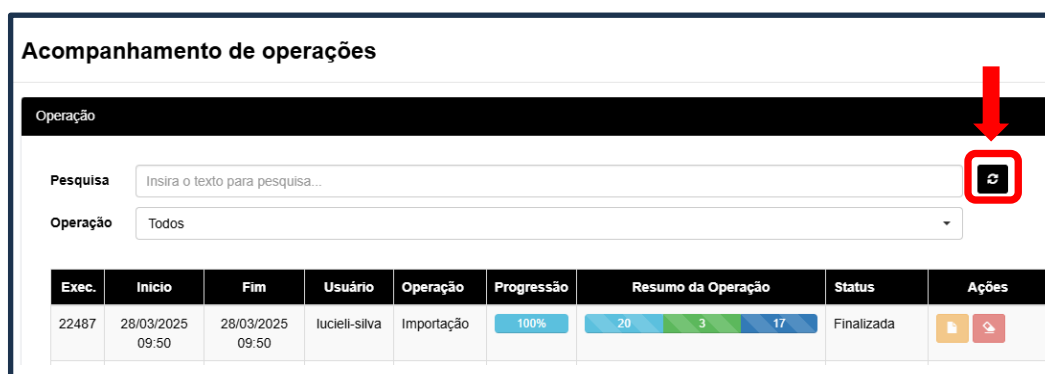 Acompanhamento de operações
Operação
Pesquisa Insira o texto para pesquisa...
Operação Todos
Exec. Inicio Fim Usuário Operação Progressão Resumo da Operação Status Ações
22487 28/03/2025 09:50 28/03/2025 09:50 lucieli-silva Importação 100% 20 3 17 Finalizada